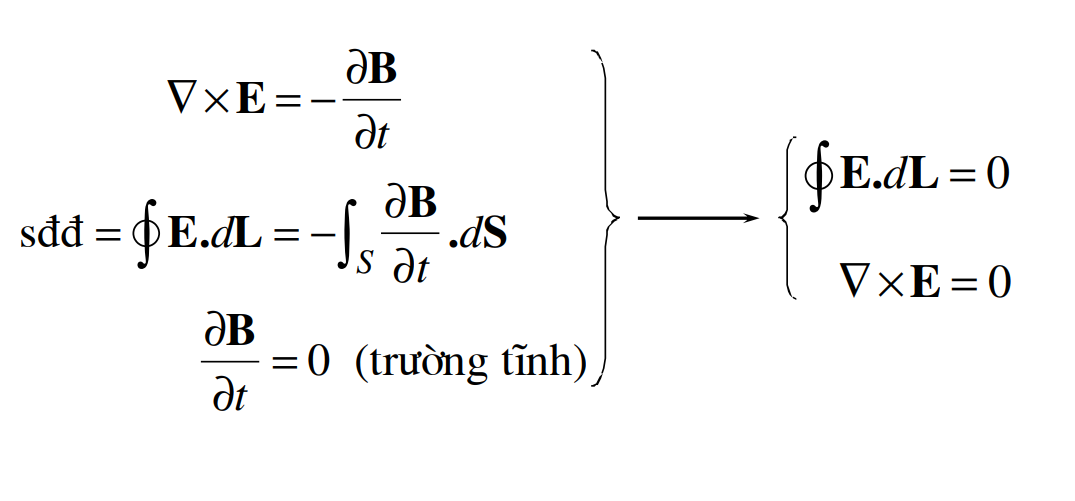 ∇×E = −∂B/∂t
sđđ = ∮E.dL = −∫_S ∂B/∂t .dS
∂B/∂t = 0 (trường tĩnh)
∮E.dL = 0
∇×E = 0